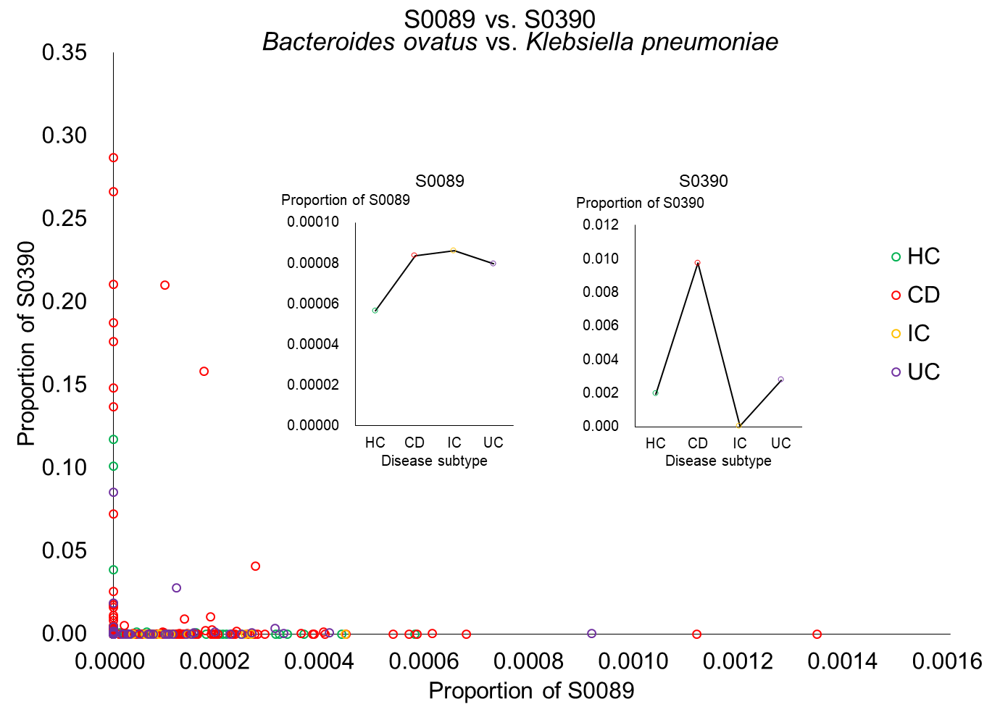 S0089 vs. S0390
Bacteroides ovatus vs. Klebsiella pneumoniae
Proportion of S0390
0.35
0.30
0.25
0.20
0.15
0.10
0.05
0.00
0.0000 0.0002 0.0004 0.0006 0.0008 0.0010 0.0012 0.0014 0.0016
Proportion of S0089
S0089
Proportion of S0089
0.00010
0.00008
0.00006
0.00004
0.00002
0.00000
HC CD IC UC
Disease subtype
S0390
Proportion of S0390
0.012
0.010
0.008
0.006
0.004
0.002
0.000
HC CD IC UC
Disease subtype
HC
CD
IC
UC